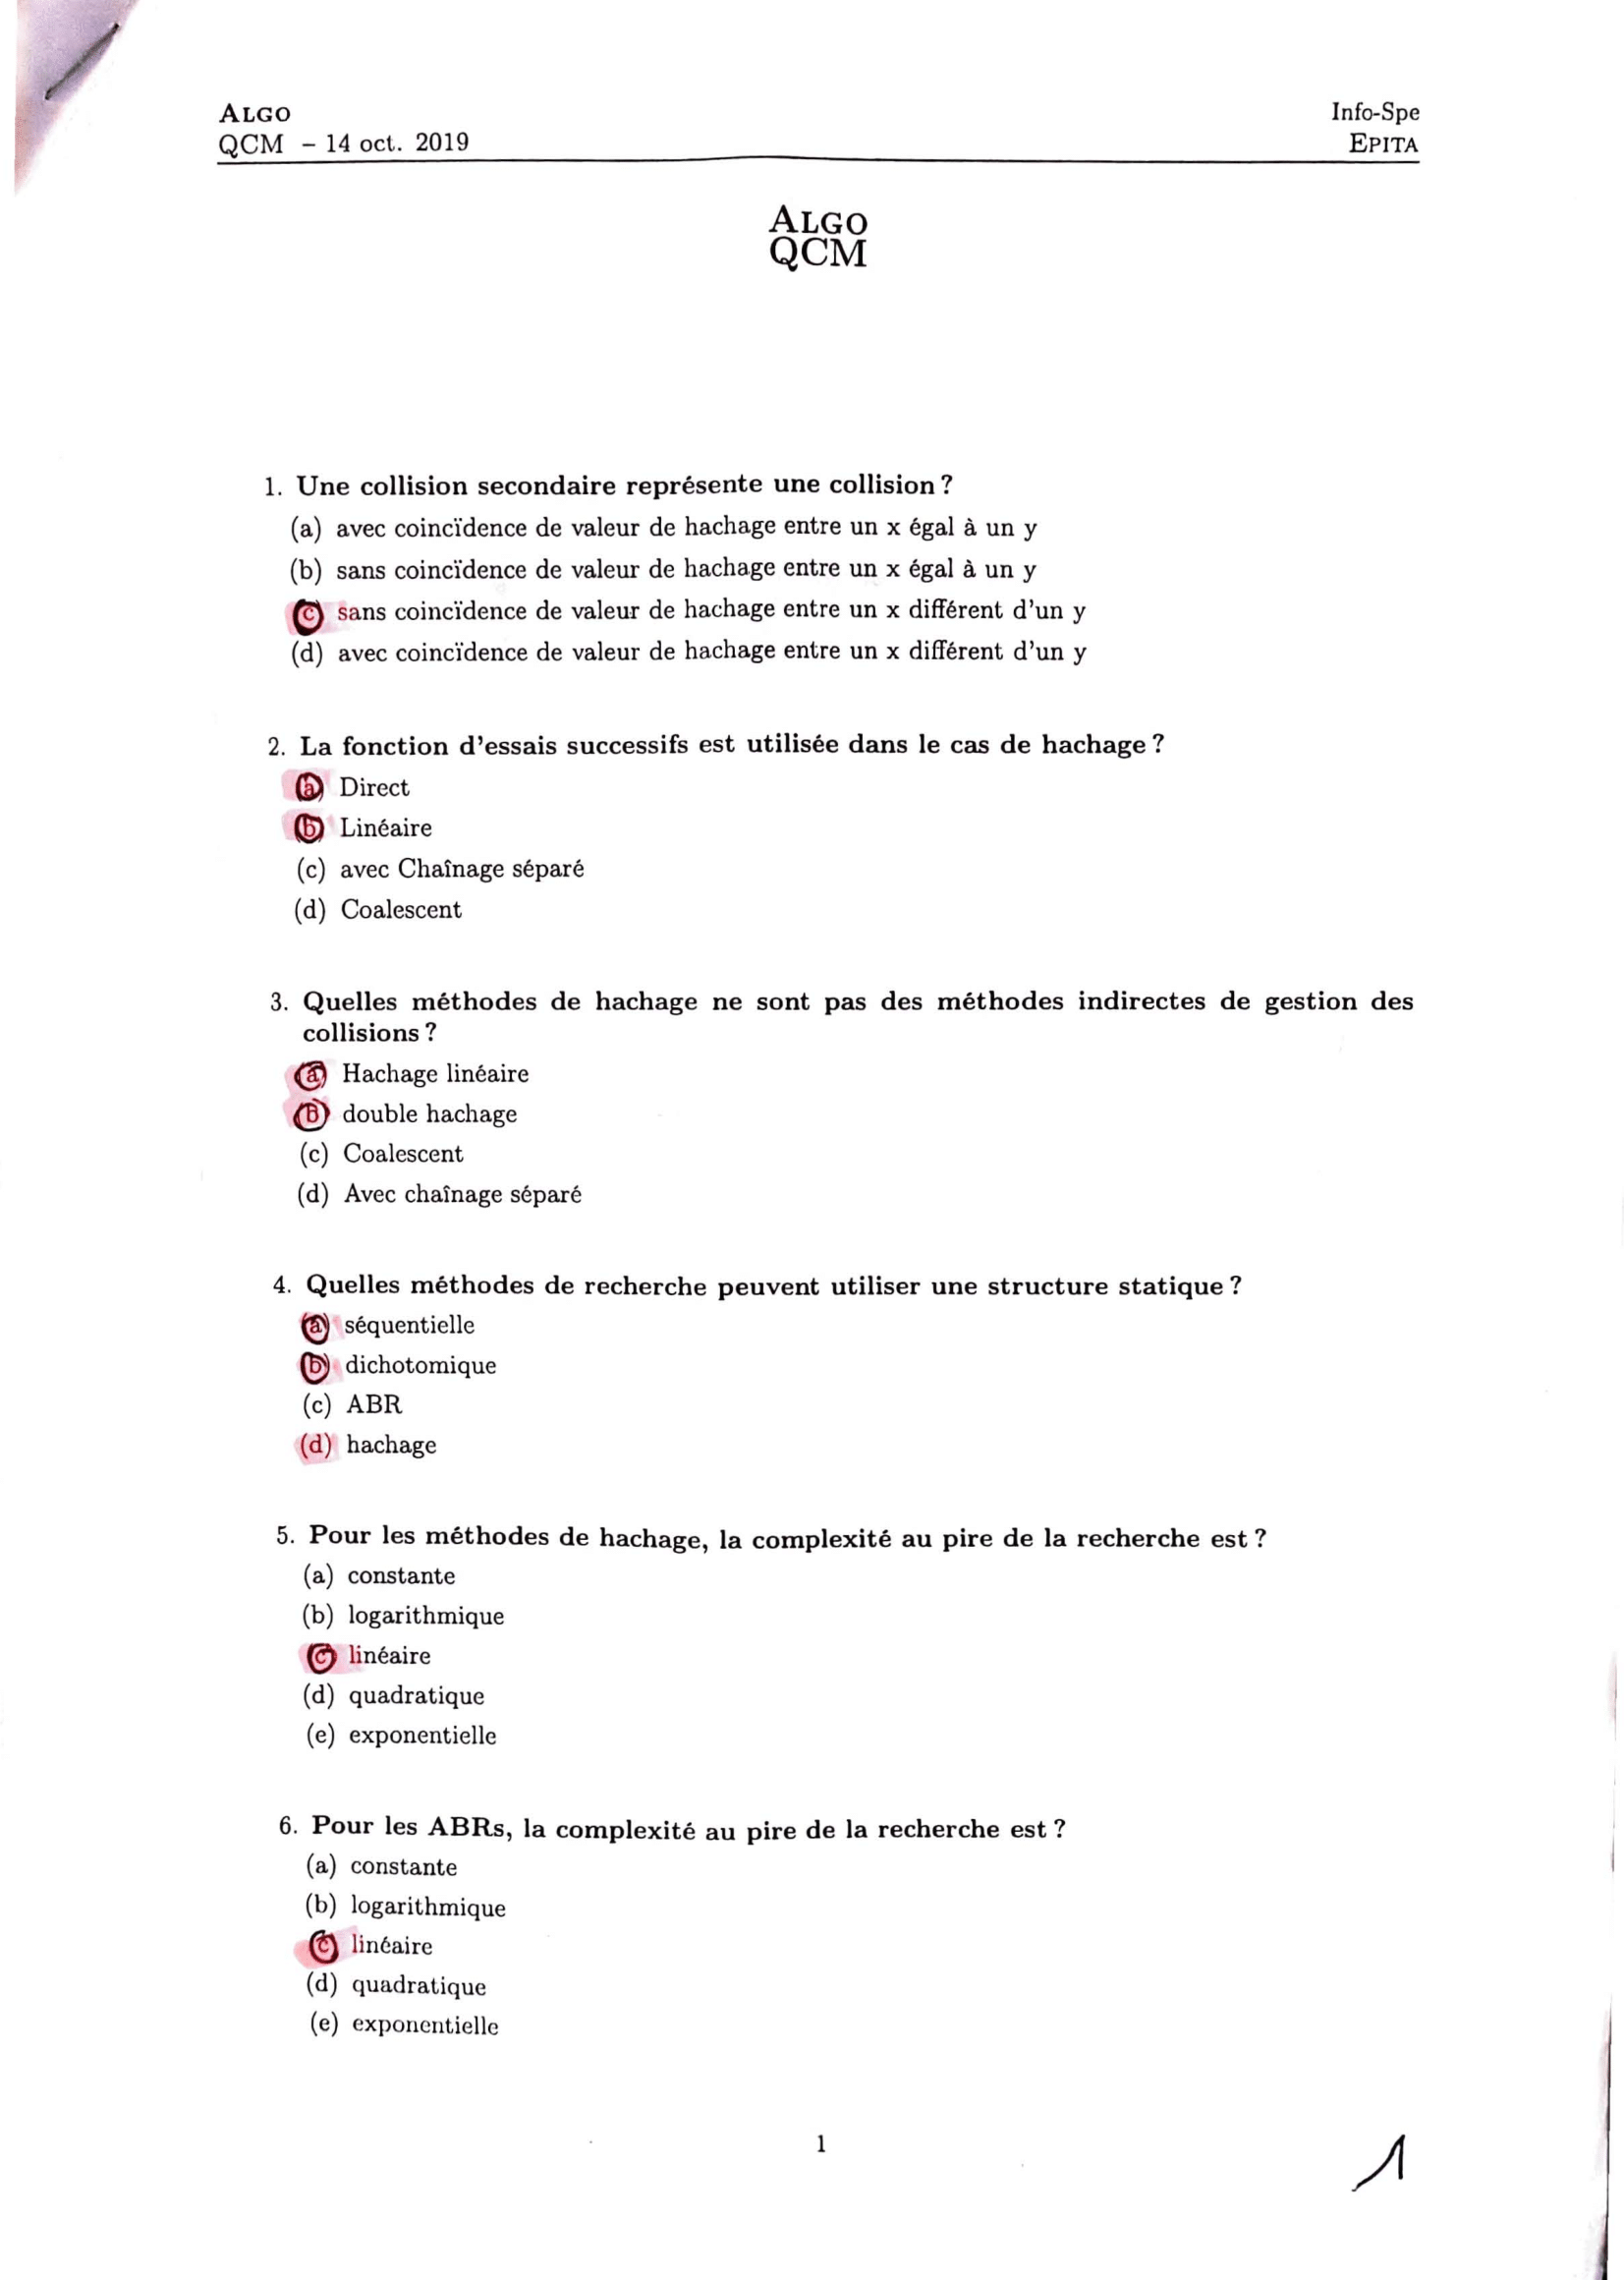 ALGO
QCM – 14 oct. 2019
Info-Spe
EPITA
ALGO
QCM
1. Une collision secondaire représente une collision ?
(a) avec coincïdence de valeur de hachage entre un x égal à un y
(b) sans coincïdence de valeur de hachage entre un x égal à un y
(c) sans coincïdence de valeur de hachage entre un x différent d'un y
(d) avec coincïdence de valeur de hachage entre un x différent d'un y
2. La fonction d'essais successifs est utilisée dans le cas de hachage ?
(a) Direct
(b) Linéaire
(c) avec Chaînage séparé
(d) Coalescent
3. Quelles méthodes de hachage ne sont pas des méthodes indirectes de gestion des
collisions ?
(a) Hachage linéaire
(b) double hachage
(c) Coalescent
(d) Avec chaînage séparé
4. Quelles méthodes de recherche peuvent utiliser une structure statique ?
(a) séquentielle
(b) dichotomique
(c) ABR
(d) hachage
5. Pour les méthodes de hachage, la complexité au pire de la recherche est ?
(a) constante
(b) logarithmique
(c) linéaire
(d) quadratique
(e) exponentielle
6. Pour les ABRs, la complexité au pire de la recherche est ?
(a) constante
(b) logarithmique
(c) linéaire
(d) quadratique
(e) exponentielle
1
1